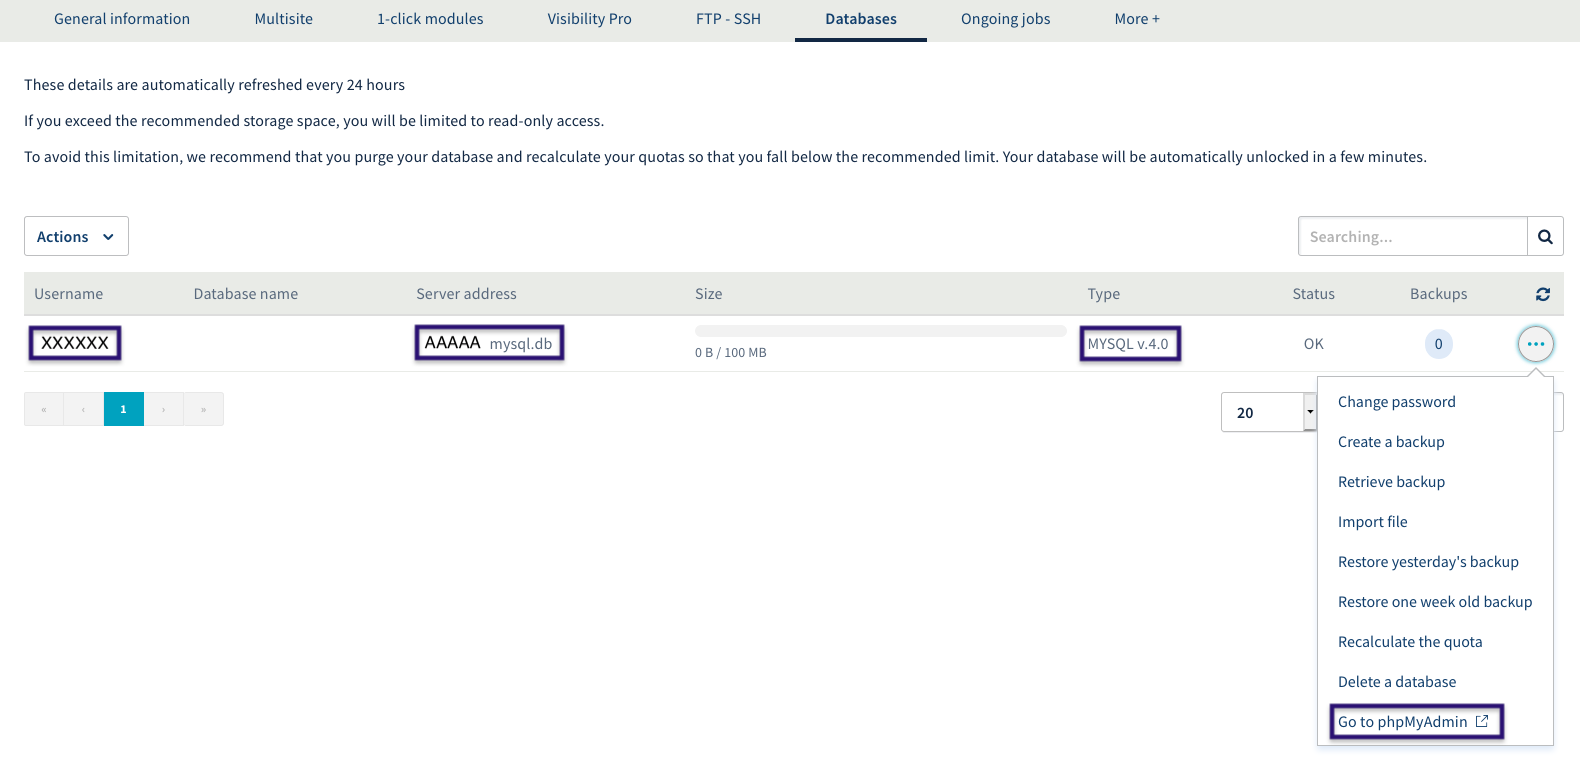 General information Multisite 1-click modules Visibility Pro FTP - SSH Databases Ongoing jobs More +
These details are automatically refreshed every 24 hours
If you exceed the recommended storage space, you will be limited to read-only access.
To avoid this limitation, we recommend that you purge your database and recalculate your quotas so that you fall below the recommended limit. Your database will be automatically unlocked in a few minutes.
Actions Searching...
Username Database name Server address Size Type Status Backups
XXXXXX AAAAA mysql.db 0 B / 100 MB MYSQL v.4.0 OK 0 ...
« ‹ 1 › » 20
Change password
Create a backup
Retrieve backup
Import file
Restore yesterday's backup
Restore one week old backup
Recalculate the quota
Delete a database
Go to phpMyAdmin